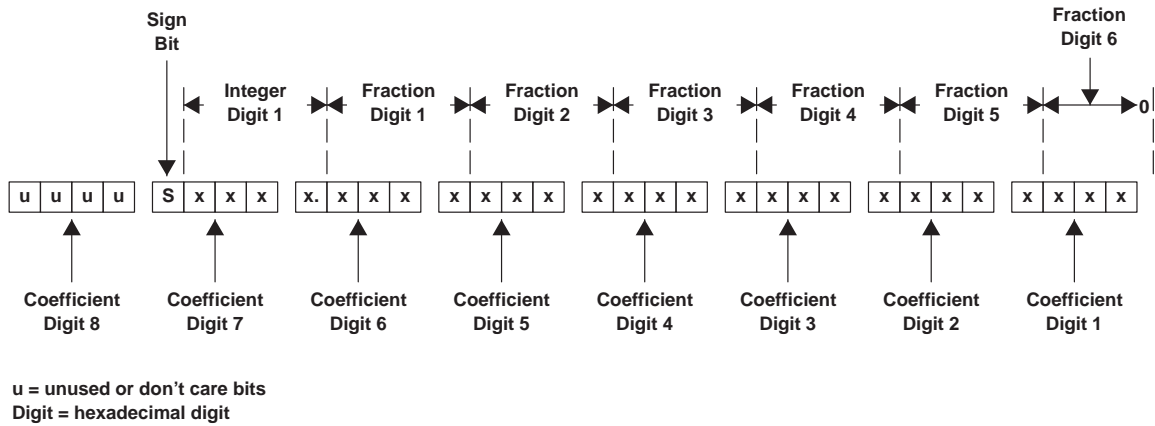 Sign
Bit
Fraction
Digit 6
Integer
Digit 1
Fraction
Digit 1
Fraction
Digit 2
Fraction
Digit 3
Fraction
Digit 4
Fraction
Digit 5
0
u u u u S x x x x. x x x x x x x x x x x x x x x x x x x x x x x
Coefficient
Digit 8
Coefficient
Digit 7
Coefficient
Digit 6
Coefficient
Digit 5
Coefficient
Digit 4
Coefficient
Digit 3
Coefficient
Digit 2
Coefficient
Digit 1
u = unused or don’t care bits
Digit = hexadecimal digit